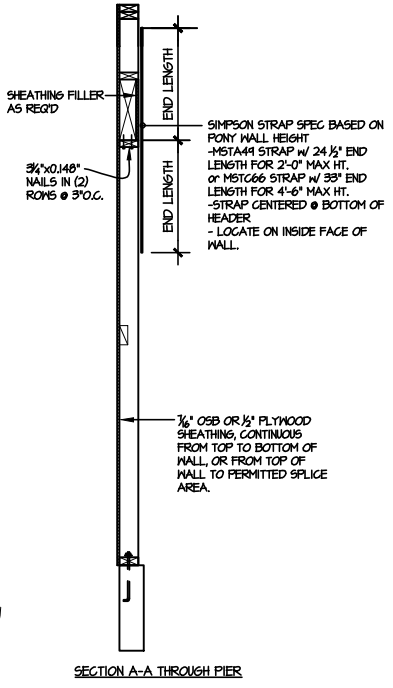 SHEATHING FILLER
AS REQ'D
END LENGTH
END LENGTH
SIMPSON STRAP SPEC BASED ON
PONY WALL HEIGHT
-MSTA49 STRAP w/ 24 ½" END
LENGTH FOR 2'-0" MAX HT.
or MSTC66 STRAP w/ 33" END
LENGTH FOR 4'-6" MAX HT.
-STRAP CENTERED @ BOTTOM OF
HEADER
- LOCATE ON INSIDE FACE OF
WALL.
3¼"x0.148"
NAILS IN (2)
ROWS @ 3"O.C.
7/16" OSB OR ½" PLYWOOD
SHEATHING, CONTINUOUS
FROM TOP TO BOTTOM OF
WALL, OR FROM TOP OF
WALL TO PERMITTED SPLICE
AREA.
SECTION A-A THROUGH PIER